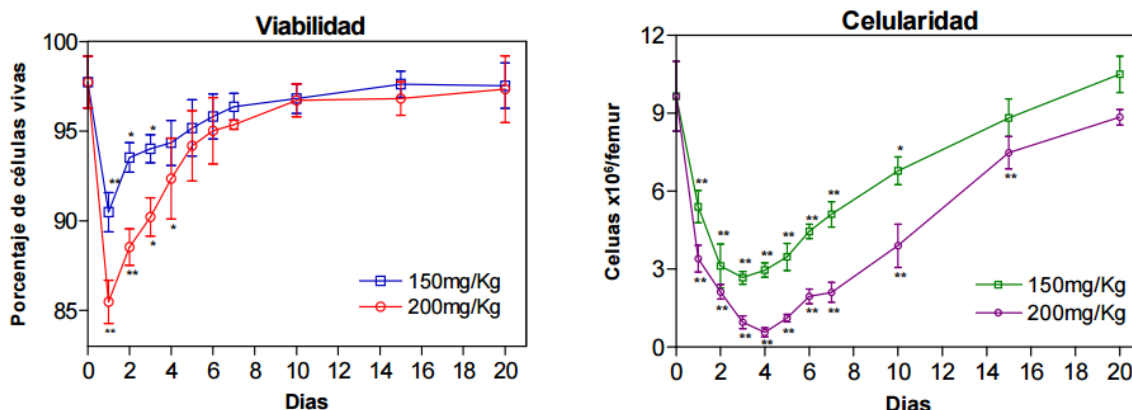 Viabilidad
Porcentaje de células vivas
100
95
90
85
** * *
** ** * *
150mg/Kg
200mg/Kg
0 2 4 6 8 10 12 14 16 18 20
Dias
Celularidad
Celuas x10⁶/femur
12
9
6
3
0
** ** ** ** ** ** ** *
** ** ** ** ** ** ** ** **
150mg/Kg
200mg/Kg
0 2 4 6 8 10 12 14 16 18 20
Dias